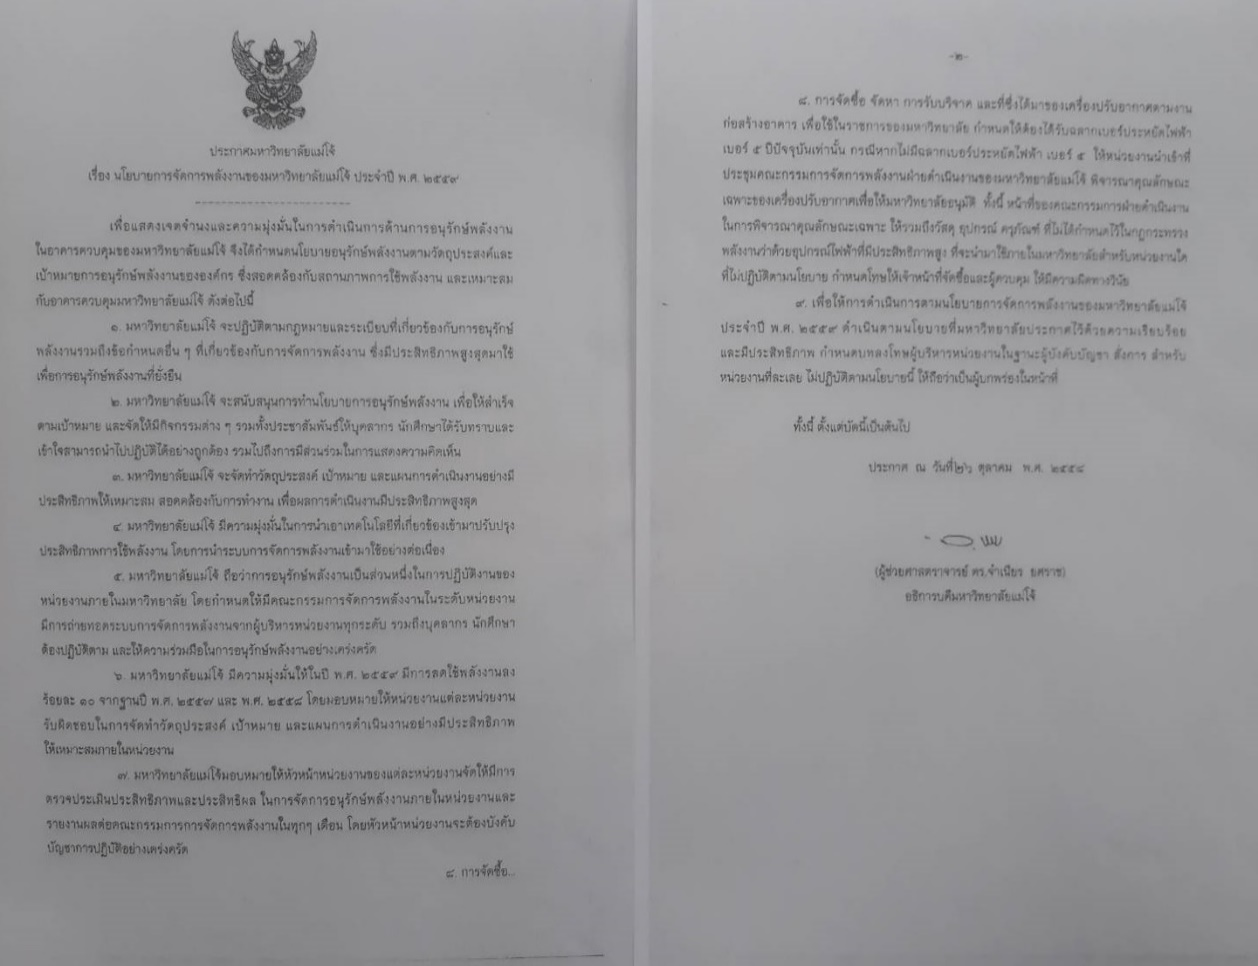 ประกาศมหาวิทยาลัยแม่โจ้
เรื่อง นโยบายการจัดการพลังงานของมหาวิทยาลัยแม่โจ้ ประจำปี พ.ศ. ๒๕๕๙
-----------------------
เพื่อแสดงเจตจำนงและความมุ่งมั่นในการดำเนินการด้านการอนุรักษ์พลังงาน
ในอาคารควบคุมของมหาวิทยาลัยแม่โจ้ จึงได้กำหนดนโยบายอนุรักษ์พลังงานตามวัตถุประสงค์และ
เป้าหมายการอนุรักษ์พลังงานขององค์กร ซึ่งสอดคล้องกับสถานภาพการใช้พลังงาน และเหมาะสม
กับอาคารควบคุมมหาวิทยาลัยแม่โจ้ ดังต่อไปนี้
๑. มหาวิทยาลัยแม่โจ้ จะปฏิบัติตามกฎหมายและระเบียบที่เกี่ยวข้องกับการอนุรักษ์
พลังงานรวมถึงข้อกำหนดอื่น ๆ ที่เกี่ยวข้องกับการจัดการพลังงาน ซึ่งมีประสิทธิภาพสูงสุดมาใช้
เพื่อการอนุรักษ์พลังงานที่ยั่งยืน
๒. มหาวิทยาลัยแม่โจ้ จะสนับสนุนการทำนโยบายการอนุรักษ์พลังงาน เพื่อให้สำเร็จ
ตามเป้าหมาย และจัดให้มีกิจกรรมต่าง ๆ รวมทั้งประชาสัมพันธ์ให้บุคลากร นักศึกษาได้รับทราบและ
เข้าใจสามารถนำไปปฏิบัติได้อย่างถูกต้อง รวมไปถึงการมีส่วนร่วมในการแสดงความคิดเห็น
๓. มหาวิทยาลัยแม่โจ้ จะจัดทำวัตถุประสงค์ เป้าหมาย และแผนการดำเนินงานอย่างมี
ประสิทธิภาพให้เหมาะสม สอดคล้องกับการทำงาน เพื่อผลการดำเนินงานมีประสิทธิภาพสูงสุด
๔. มหาวิทยาลัยแม่โจ้ มีความมุ่งมั่นในการนำเอาเทคโนโลยีที่เกี่ยวข้องเข้ามาปรับปรุง
ประสิทธิภาพการใช้พลังงาน โดยการนำระบบการจัดการพลังงานเข้ามาใช้อย่างต่อเนื่อง
๕. มหาวิทยาลัยแม่โจ้ ถือว่าการอนุรักษ์พลังงานเป็นส่วนหนึ่งในการปฏิบัติงานของ
หน่วยงานภายในมหาวิทยาลัย โดยกำหนดให้มีคณะกรรมการจัดการพลังงานในระดับหน่วยงาน
มีการถ่ายทอดระบบการจัดการพลังงานจากผู้บริหารหน่วยงานทุกระดับ รวมถึงบุคลากร นักศึกษา
ต้องปฏิบัติตาม และให้ความร่วมมือในการอนุรักษ์พลังงานอย่างเคร่งครัด
๖. มหาวิทยาลัยแม่โจ้ มีความมุ่งมั่นให้ในปี พ.ศ. ๒๕๕๙ มีการลดใช้พลังงานลง
ร้อยละ ๑๐ จากฐานปี พ.ศ. ๒๕๕๗ และ พ.ศ. ๒๕๕๘ โดยมอบหมายให้หน่วยงานแต่ละหน่วยงาน
รับผิดชอบในการจัดทำวัตถุประสงค์ เป้าหมาย และแผนการดำเนินงานอย่างมีประสิทธิภาพ
ให้เหมาะสมภายในหน่วยงาน
๗. มหาวิทยาลัยแม่โจ้มอบหมายให้หัวหน้าหน่วยงานของแต่ละหน่วยงานจัดให้มีการ
ตรวจประเมินประสิทธิภาพและประสิทธิผล ในการจัดการอนุรักษ์พลังงานภายในหน่วยงานและ
รายงานผลต่อคณะกรรมการการจัดการพลังงานในทุกๆ เดือน โดยหัวหน้าหน่วยงานจะต้องบังคับ
บัญชาการปฏิบัติอย่างเคร่งครัด
๘. การจัดซื้อ...
-๒-
๘. การจัดซื้อ จัดหา การรับบริจาค และที่ซึ่งได้มาของเครื่องปรับอากาศตามงาน
ก่อสร้างอาคาร เพื่อใช้ในราชการของมหาวิทยาลัย กำหนดให้ต้องได้รับฉลากเบอร์ประหยัดไฟฟ้า
เบอร์ ๕ ปีปัจจุบันเท่านั้น กรณีหากไม่มีฉลากเบอร์ประหยัดไฟฟ้า เบอร์ ๕ ให้หน่วยงานนำเข้าที่
ประชุมคณะกรรมการจัดการพลังงานฝ่ายดำเนินงานของมหาวิทยาลัยแม่โจ้ พิจารณาคุณลักษณะ
เฉพาะของเครื่องปรับอากาศเพื่อให้มหาวิทยาลัยอนุมัติ ทั้งนี้ หน้าที่ของคณะกรรมการฝ่ายดำเนินงาน
ในการพิจารณาคุณลักษณะเฉพาะ ให้รวมถึงวัสดุ อุปกรณ์ ครุภัณฑ์ ที่ไม่ได้กำหนดไว้ในกฎกระทรวง
พลังงานว่าด้วยอุปกรณ์ไฟฟ้าที่มีประสิทธิภาพสูง ที่จะนำมาใช้ภายในมหาวิทยาลัยสำหรับหน่วยงานใด
ที่ไม่ปฏิบัติตามนโยบาย กำหนดโทษให้เจ้าหน้าที่จัดซื้อและผู้ควบคุม ให้มีความผิดทางวินัย
๙. เพื่อให้การดำเนินการตามนโยบายการจัดการพลังงานของมหาวิทยาลัยแม่โจ้
ประจำปี พ.ศ. ๒๕๕๙ ดำเนินตามนโยบายที่มหาวิทยาลัยประกาศไว้ด้วยความเรียบร้อย
และมีประสิทธิภาพ กำหนดบทลงโทษผู้บริหารหน่วยงานในฐานะผู้บังคับบัญชา สั่งการ สำหรับ
หน่วยงานที่ละเลย ไม่ปฏิบัติตามนโยบายนี้ ให้ถือว่าเป็นผู้บกพร่องในหน้าที่
ทั้งนี้ ตั้งแต่บัดนี้เป็นต้นไป
ประกาศ ณ วันที่๒๖ ตุลาคม พ.ศ. ๒๕๕๘
(ผู้ช่วยศาสตราจารย์ ดร.จำเนียร ยศราช)
อธิการบดีมหาวิทยาลัยแม่โจ้